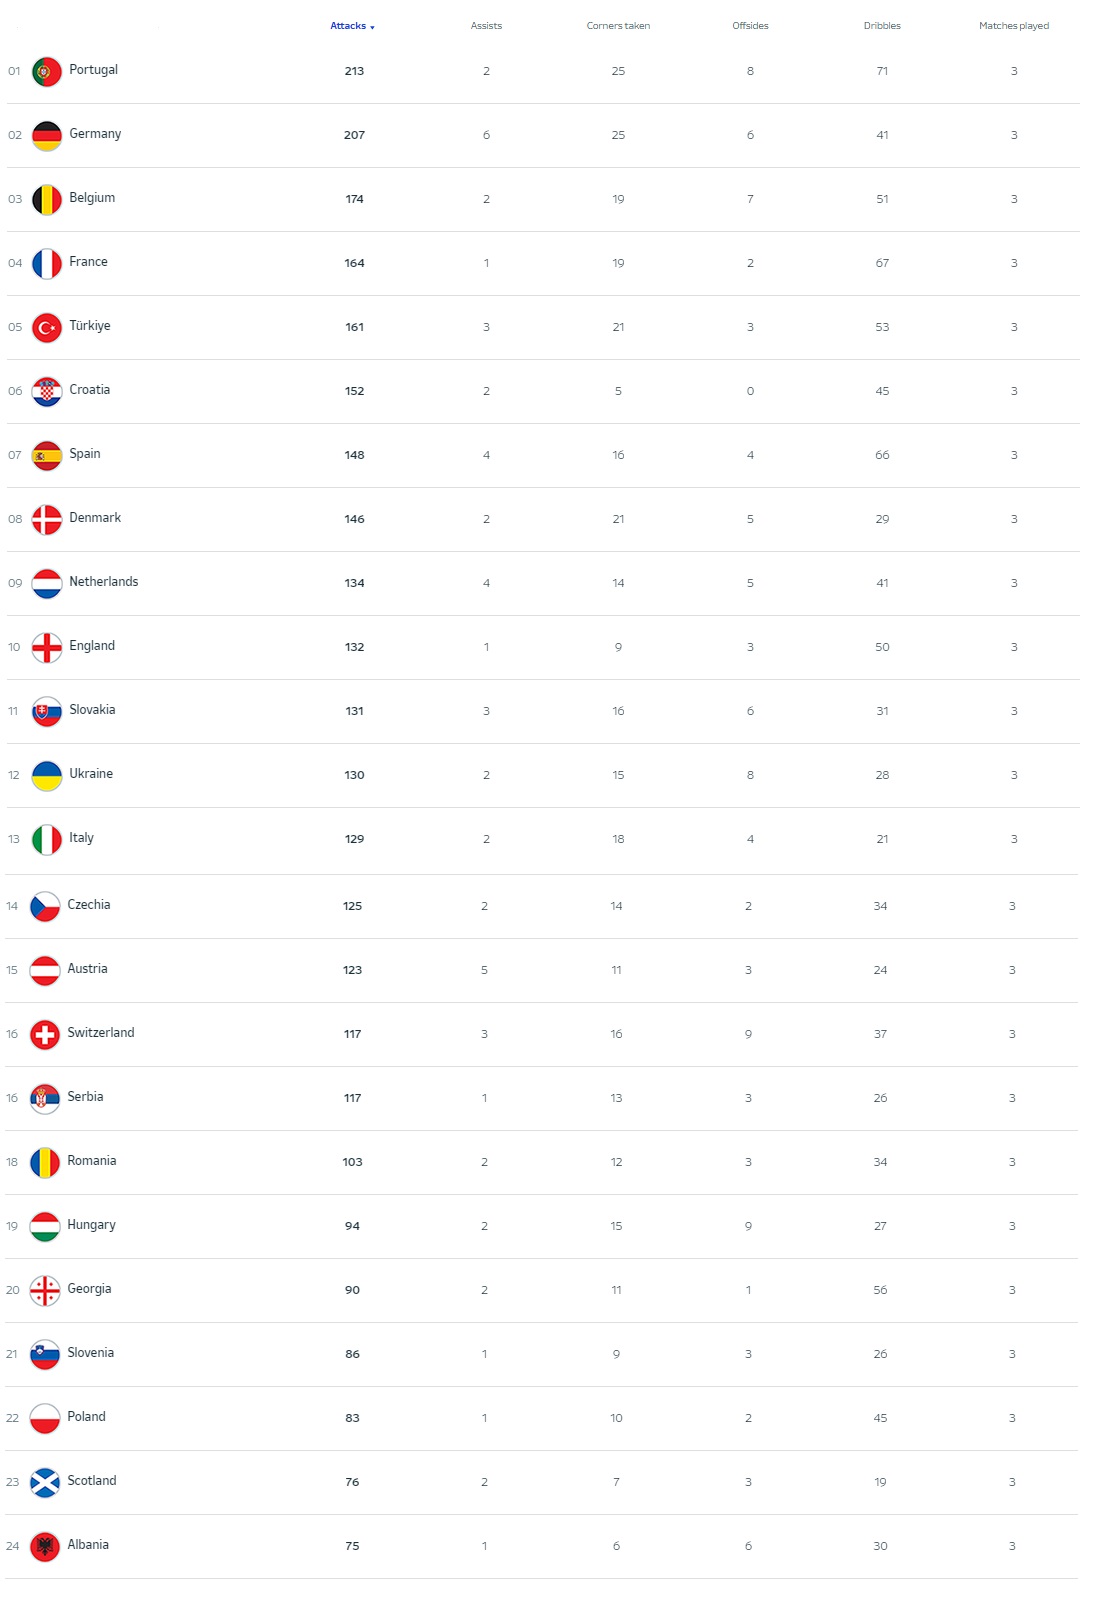 Attacks Assists Corners taken Offsides Dribbles Matches played
01 Portugal 213 2 25 8 71 3
02 Germany 207 6 25 6 41 3
03 Belgium 174 2 19 7 51 3
04 France 164 1 19 2 67 3
05 Türkiye 161 3 21 3 53 3
06 Croatia 152 2 5 0 45 3
07 Spain 148 4 16 4 66 3
08 Denmark 146 2 21 5 29 3
09 Netherlands 134 4 14 5 41 3
10 England 132 1 9 3 50 3
11 Slovakia 131 3 16 6 31 3
12 Ukraine 130 2 15 8 28 3
13 Italy 129 2 18 4 21 3
14 Czechia 125 2 14 2 34 3
15 Austria 123 5 11 3 24 3
16 Switzerland 117 3 16 9 37 3
16 Serbia 117 1 13 3 26 3
18 Romania 103 2 12 3 34 3
19 Hungary 94 2 15 9 27 3
20 Georgia 90 2 11 1 56 3
21 Slovenia 86 1 9 3 26 3
22 Poland 83 1 10 2 45 3
23 Scotland 76 2 7 3 19 3
24 Albania 75 1 6 6 30 3